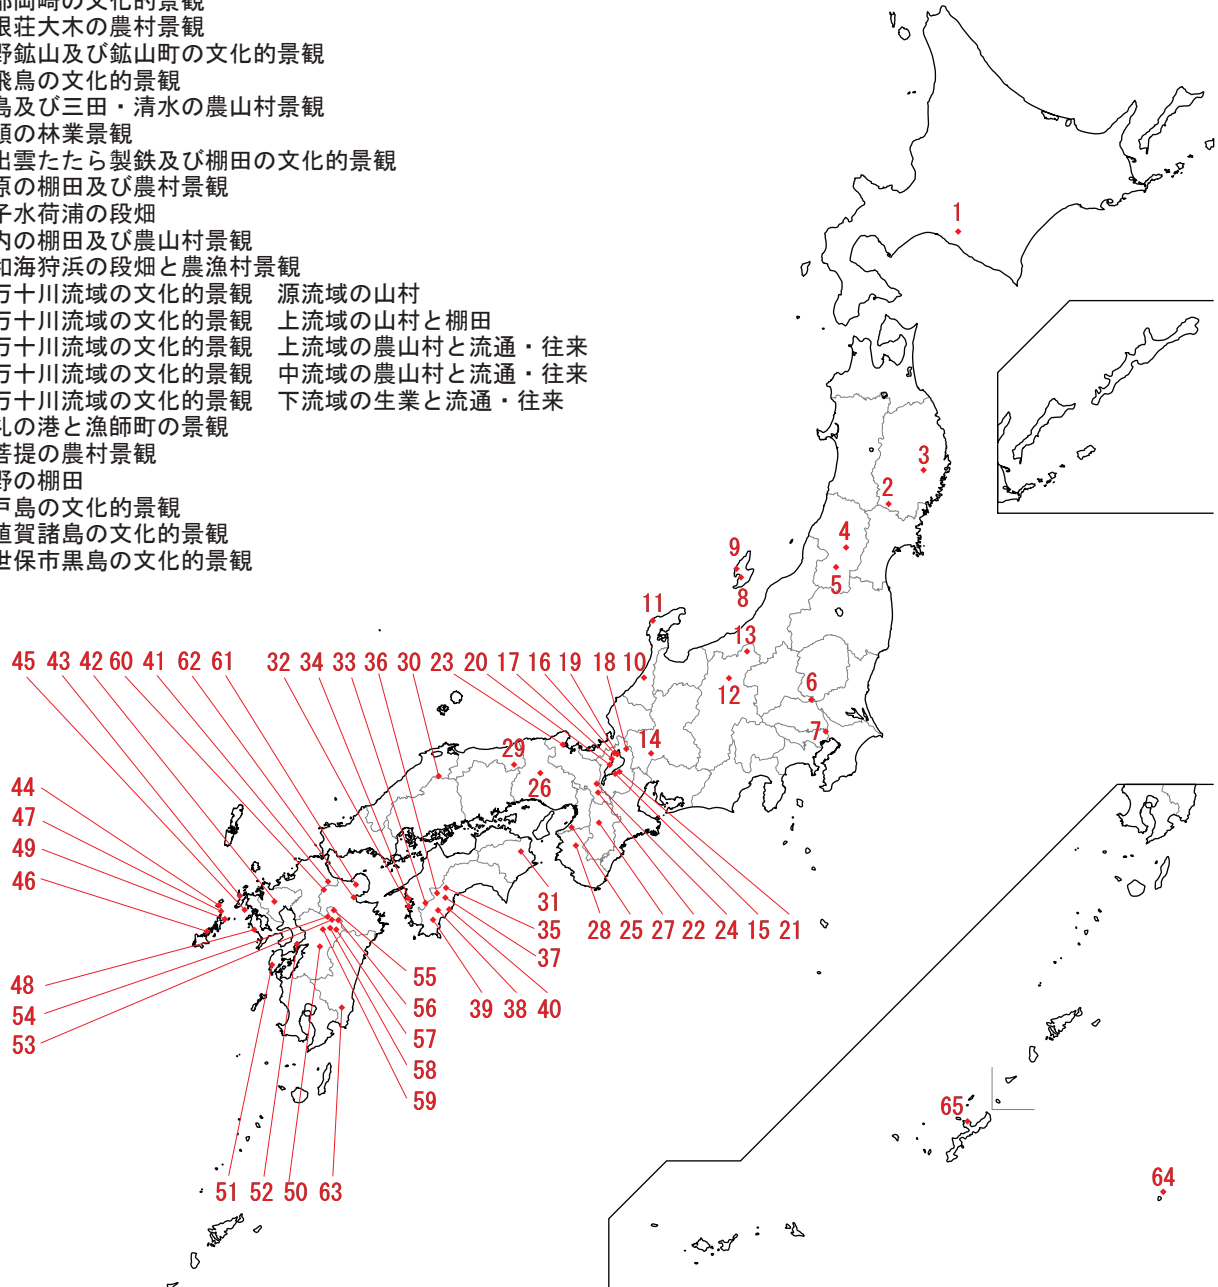 都岡崎の文化的景観
根荘大木の農村景観
野鉱山及び鉱山町の文化的景観
飛鳥の文化的景観
島及び三田・清水の農山村景観
頭の林業景観
出雲たたら製鉄及び棚田の文化的景観
原の棚田及び農村景観
子水荷浦の段畑
内の棚田及び農山村景観
和海狩浜の段畑と農漁村景観
万十川流域の文化的景観　源流域の山村
万十川流域の文化的景観　上流域の山村と棚田
万十川流域の文化的景観　上流域の農山村と流通・往来
万十川流域の文化的景観　中流域の農山村と流通・往来
万十川流域の文化的景観　下流域の生業と流通・往来
礼の港と漁師町の景観
菩提の農村景観
野の棚田
戸島の文化的景観
値賀諸島の文化的景観
世保市黒島の文化的景観
1
3
2
4
5
9
8
11
13
12
6
7
14
45 43 42 60 41 62 61 32 34 33 36 30 23 20 17 16 19 18 10
29
26
44
47
49
46
31
28 25 27 22 24 15 21
35
37
39 38 40
48
54
53
55
56
57
58
59
51 52 50 63
65
64